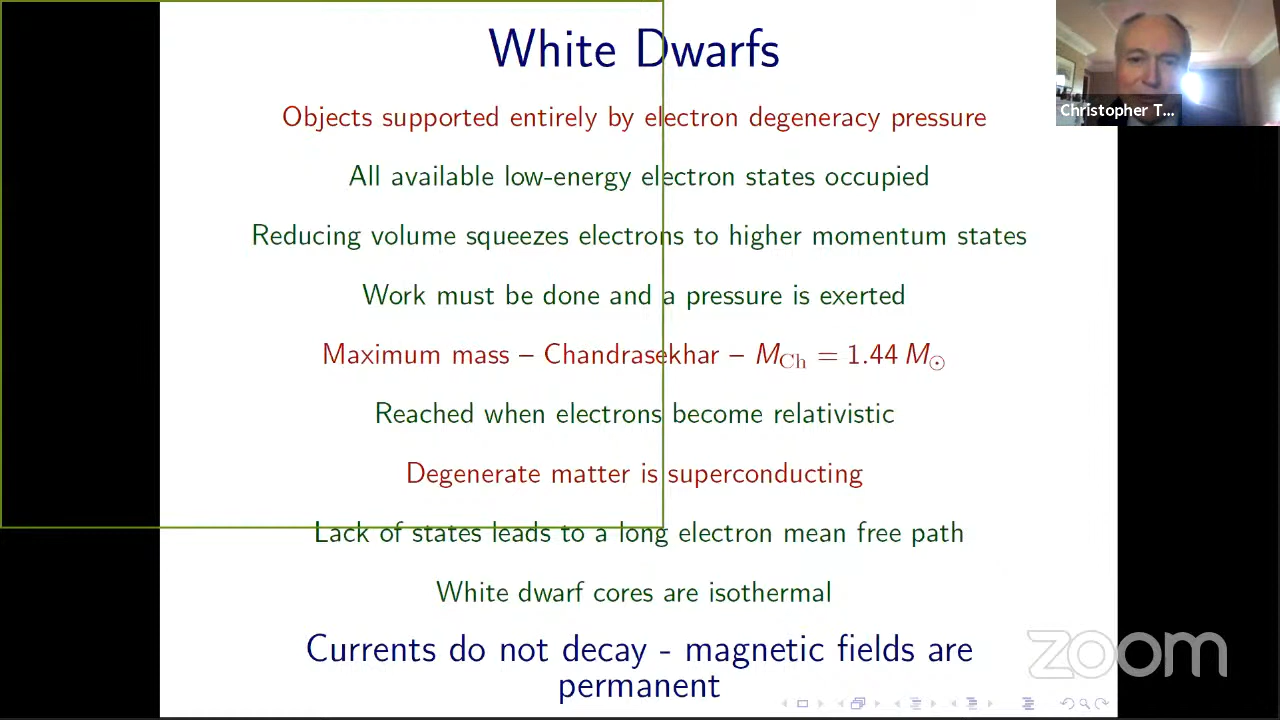 White Dwarfs
Christopher T...
Objects supported entirely by electron degeneracy pressure
All available low-energy electron states occupied
Reducing volume squeezes electrons to higher momentum states
Work must be done and a pressure is exerted
Maximum mass – Chandrasekhar – M_Ch = 1.44 M_⊙
Reached when electrons become relativistic
Degenerate matter is superconducting
Lack of states leads to a long electron mean free path
White dwarf cores are isothermal
Currents do not decay - magnetic fields are
permanent
zoom